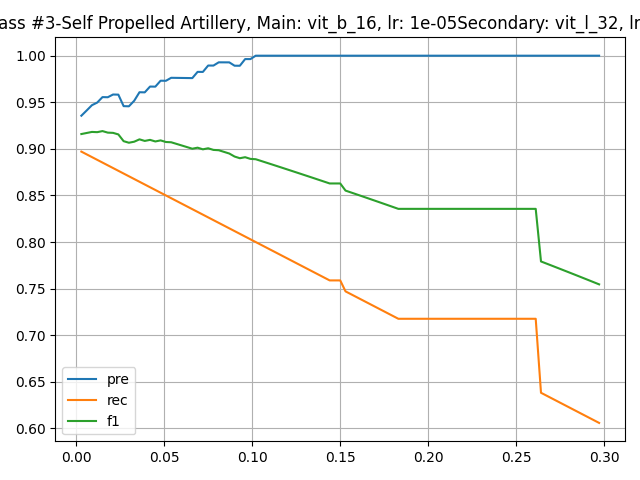 ass #3-Self Propelled Artillery, Main: vit_b_16, lr: 1e-05Secondary: vit_l_32, lr
1.00
0.95
0.90
0.85
0.80
0.75
0.70
0.65
0.60
pre
rec
f1
0.00 0.05 0.10 0.15 0.20 0.25 0.30